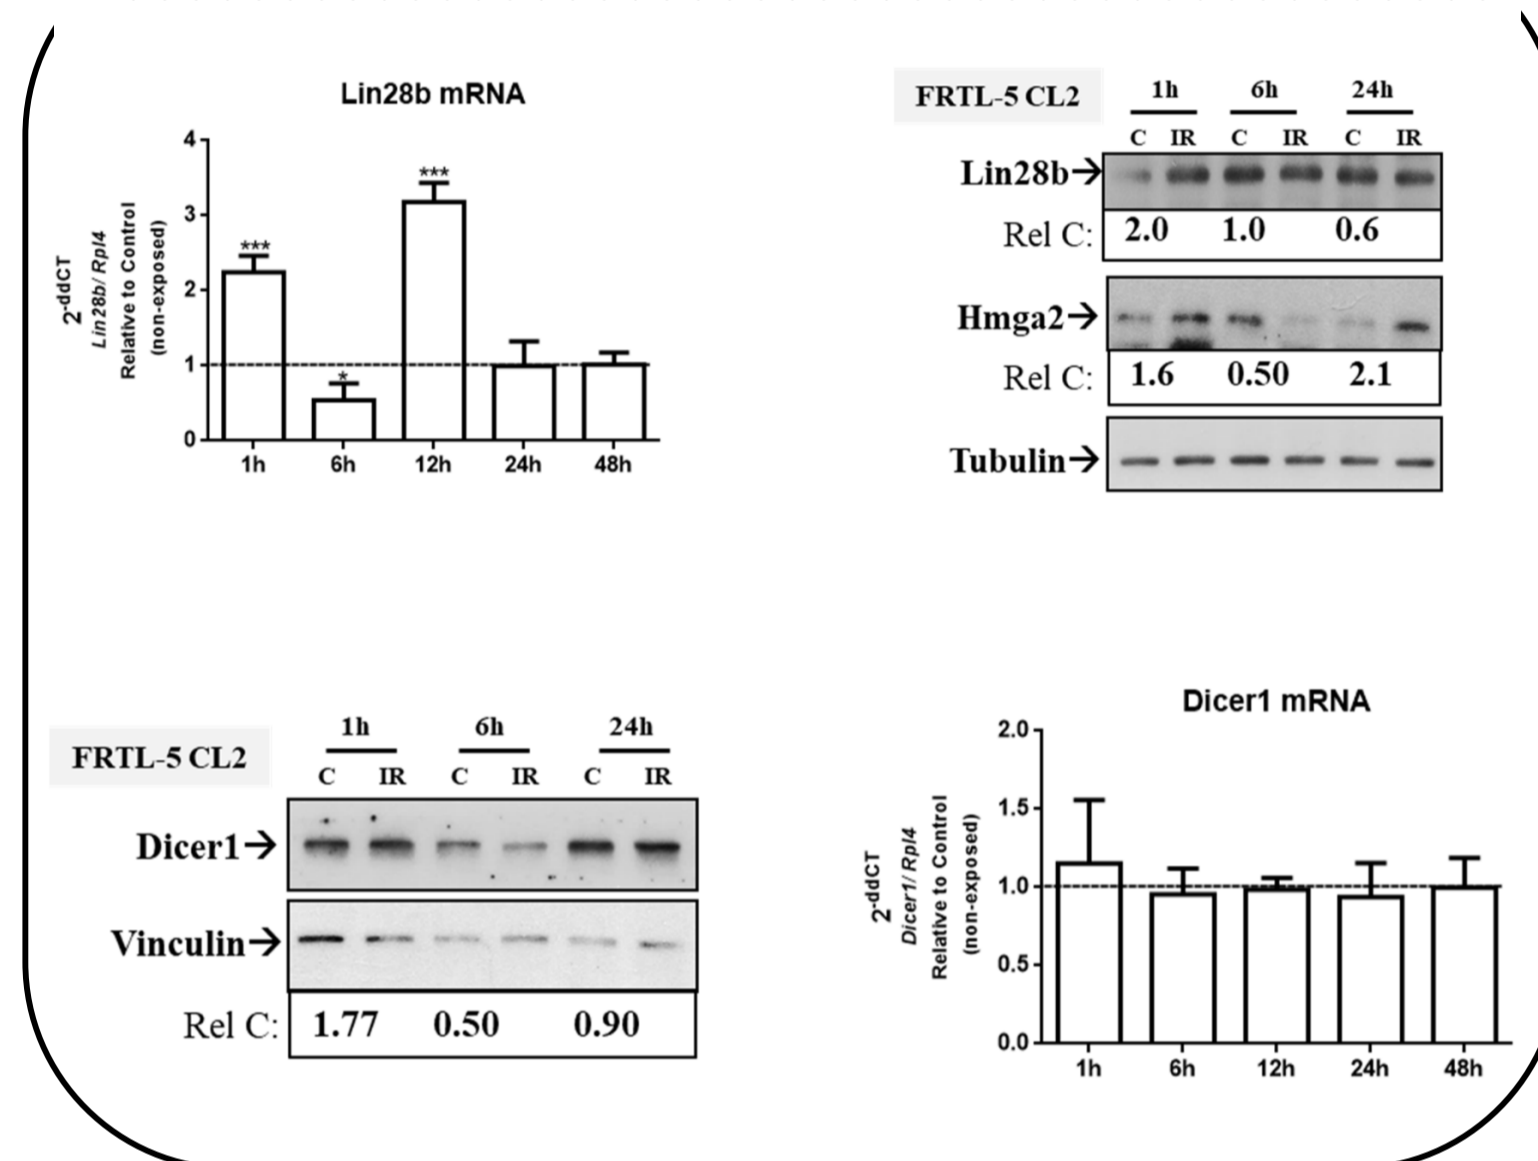 Lin28b mRNA
2^-ddCT
Lin28b/ Rpl4
Relative to Control
(non-exposed)
4
3
2
1
0
***
*
***
1h 6h 12h 24h 48h
FRTL-5 CL2
1h 6h 24h
C IR C IR C IR
Lin28b→
Rel C: 2.0 1.0 0.6
Hmga2→
Rel C: 1.6 0.50 2.1
Tubulin→
FRTL-5 CL2
1h 6h 24h
C IR C IR C IR
Dicer1→
Vinculin→
Rel C: 1.77 0.50 0.90
Dicer1 mRNA
2^-ddCT
Dicer1/ Rpl4
Relative to Control
(non-exposed)
2.0
1.5
1.0
0.5
0.0
1h 6h 12h 24h 48h